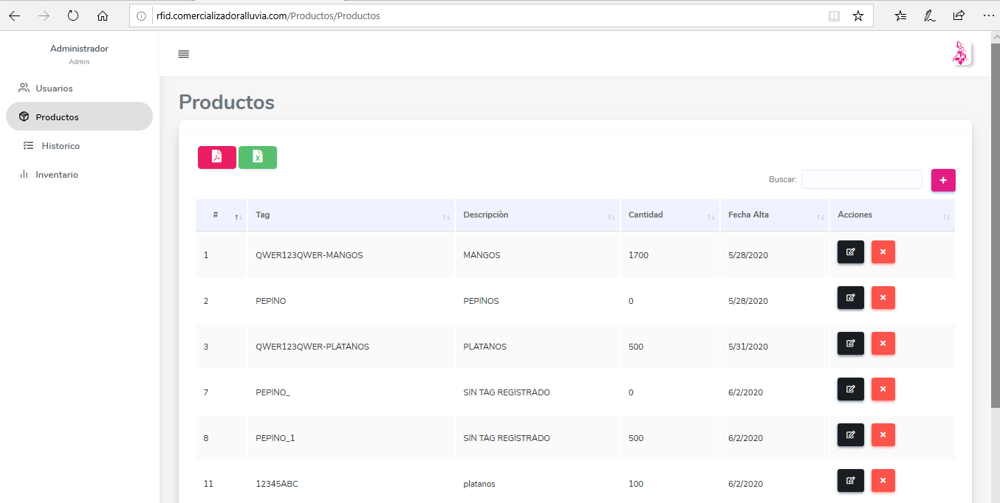 rfid.comercializadoralluvia.com/Productos/Productos
Administrador
Admin
Usuarios
Productos
Historico
Inventario
Productos
Buscar:
+
# Tag Descripciòn Cantidad Fecha Alta Acciones
1 QWER123QWER-MANGOS MANGOS 1700 5/28/2020
2 PEPINO PEPINOS 0 5/28/2020
3 QWER123QWER-PLATANOS PLATANOS 500 5/31/2020
7 PEPINO_ SIN TAG REGISTRADO 0 6/2/2020
8 PEPINO_1 SIN TAG REGISTRADO 500 6/2/2020
11 12345ABC platanos 100 6/2/2020